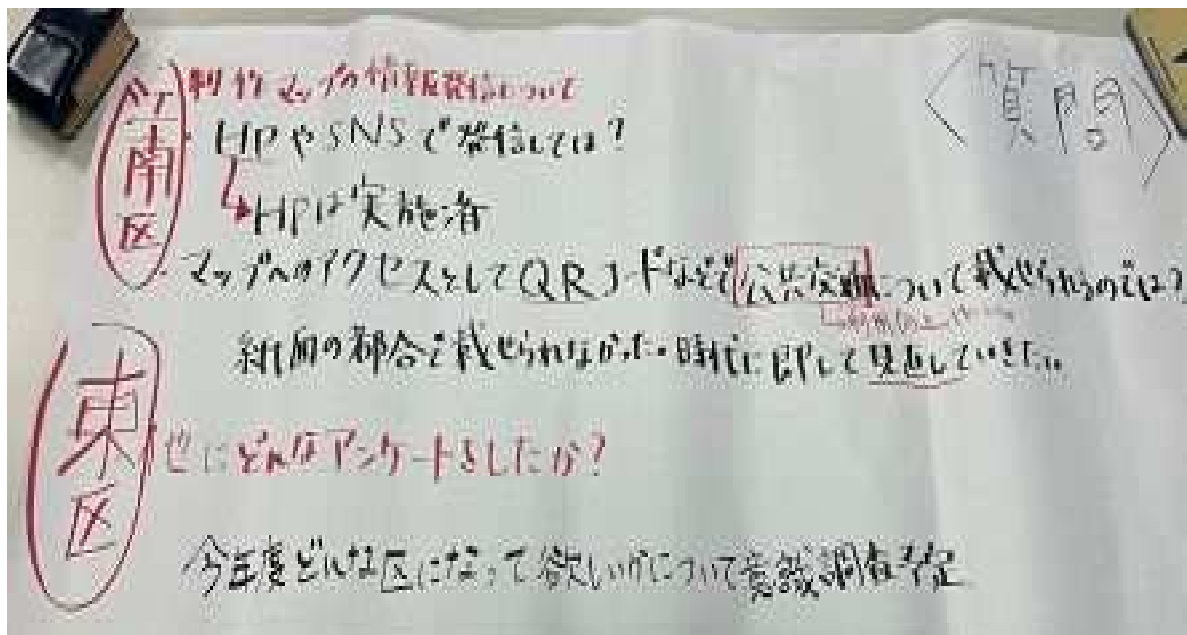 〈質問〉
南区
マップの情報発信について
HPやSNSで発信しては?
HPは実施済
マップへのアクセスとしてQRコードなどで公共交通について載せられるのでは?
紙面の都合で載せられなかった。時代に即して見直していきたい。
東区
他にどんなアンケートをしたか?
今年度どんな区になって欲しいかについて意識調査予定